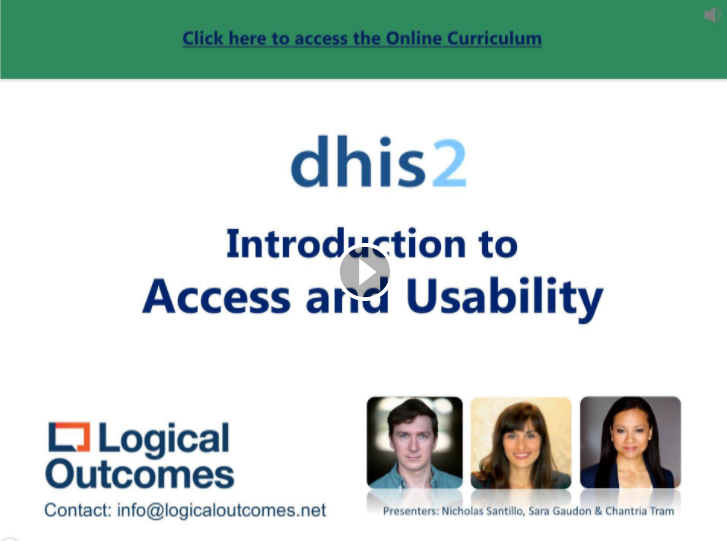 Click here to access the Online Curriculum
dhis2
Introduction to
Access and Usability
Logical
Outcomes
Contact: info@logicaloutcomes.net
Presenters: Nicholas Santillo, Sara Gaudon & Chantria Tram